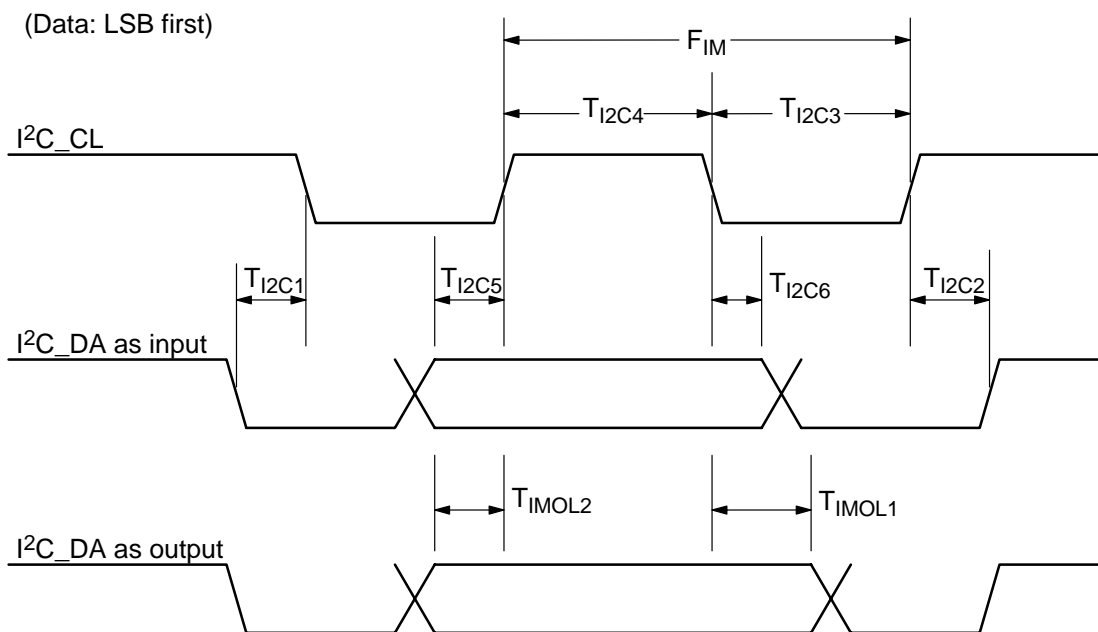 (Data: LSB first)
F_IM
T_I2C4
T_I2C3
I²C_CL
T_I2C1
T_I2C5
T_I2C6
T_I2C2
I²C_DA as input
T_IMOL2
T_IMOL1
I²C_DA as output